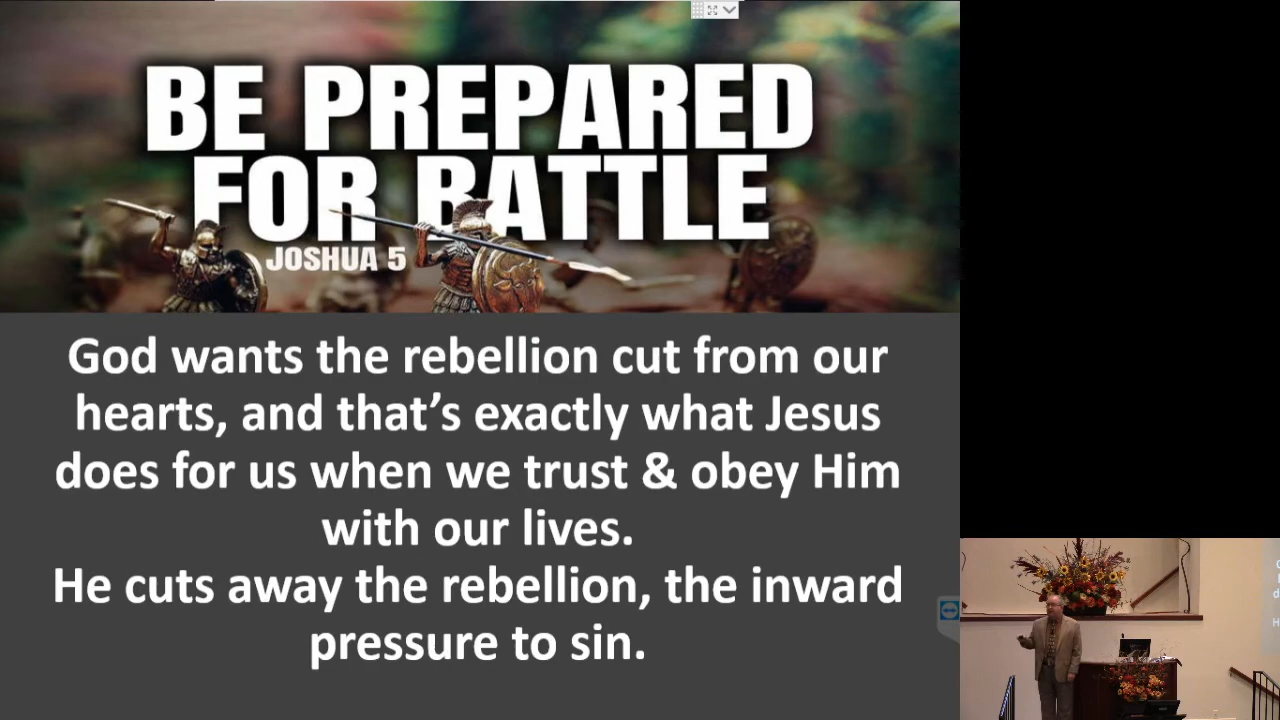 BE PREPARED
FOR BATTLE
JOSHUA 5
God wants the rebellion cut from our
hearts, and that’s exactly what Jesus
does for us when we trust & obey Him
with our lives.
He cuts away the rebellion, the inward
pressure to sin.